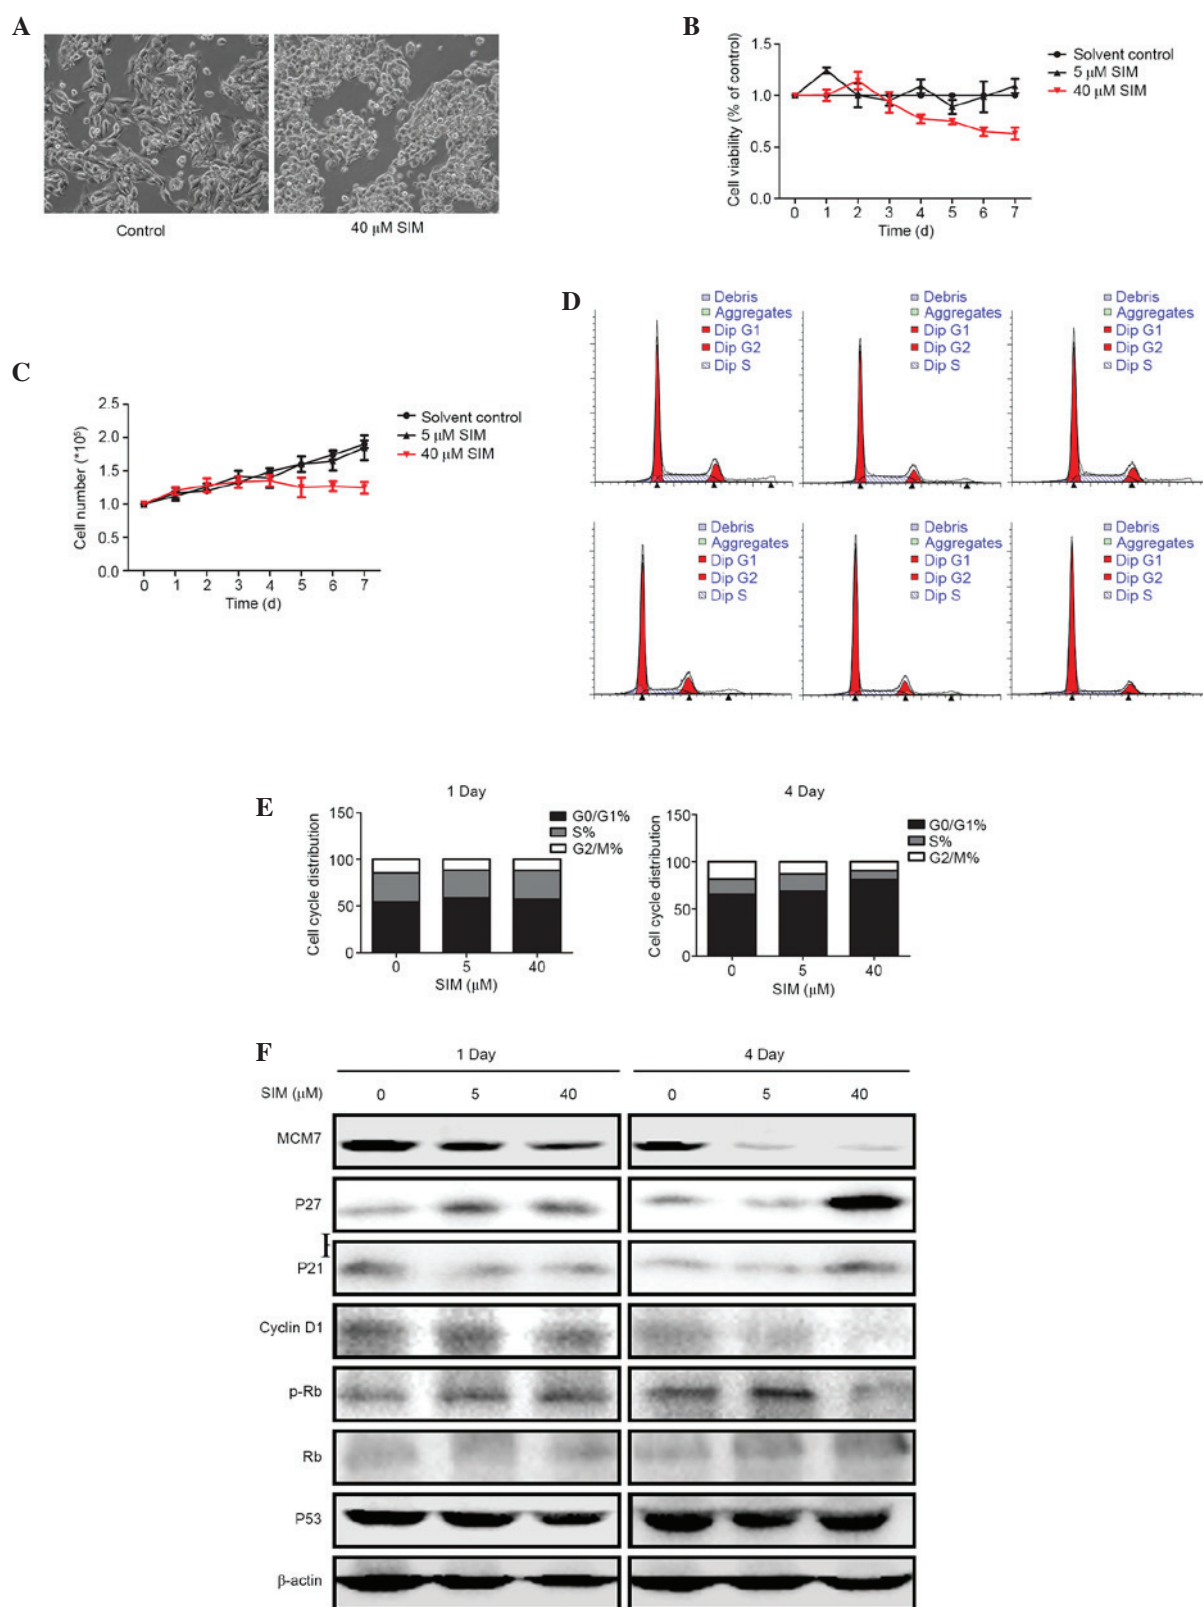 A
Control
40 μM SIM
B
Cell viability (% of control)
1.5
1.0
0.5
0.0
0 1 2 3 4 5 6 7
Time (d)
Solvent control
5 μM SIM
40 μM SIM
C
Cell number (*10⁵)
2.5
2.0
1.5
1.0
0.5
0.0
0 1 2 3 4 5 6 7
Time (d)
Solvent control
5 μM SIM
40 μM SIM
D
Debris
Aggregates
Dip G1
Dip G2
Dip S
Debris
Aggregates
Dip G1
Dip G2
Dip S
Debris
Aggregates
Dip G1
Dip G2
Dip S
Debris
Aggregates
Dip G1
Dip G2
Dip S
Debris
Aggregates
Dip G1
Dip G2
Dip S
Debris
Aggregates
Dip G1
Dip G2
Dip S
E
1 Day
Cell cycle distribution
150
100
50
0
0 5 40
SIM (μM)
G0/G1%
S%
G2/M%
4 Day
Cell cycle distribution
150
100
50
0
0 5 40
SIM (μM)
G0/G1%
S%
G2/M%
F
1 Day 4 Day
SIM (μM) 0 5 40 0 5 40
MCM7
P27
P21
Cyclin D1
p-Rb
Rb
P53
β-actin